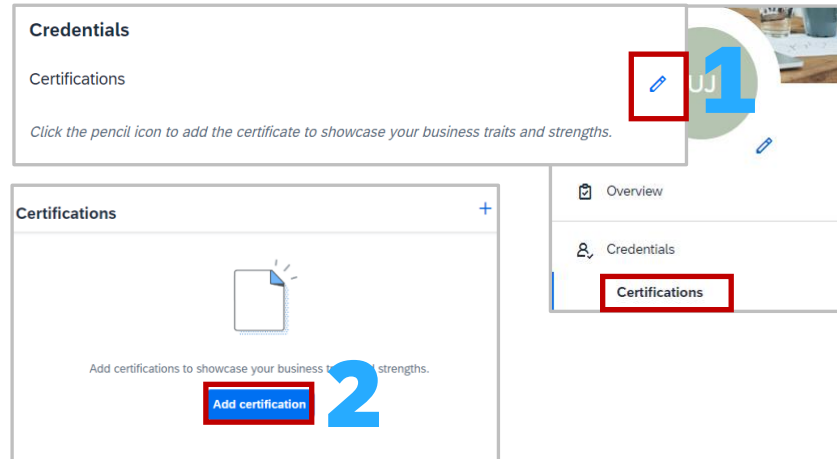 Credentials
Certifications
Click the pencil icon to add the certificate to showcase your business traits and strengths.
1
UJ
Overview
Credentials
Certifications
Certifications
+
Add certifications to showcase your business strengths.
Add certification
2